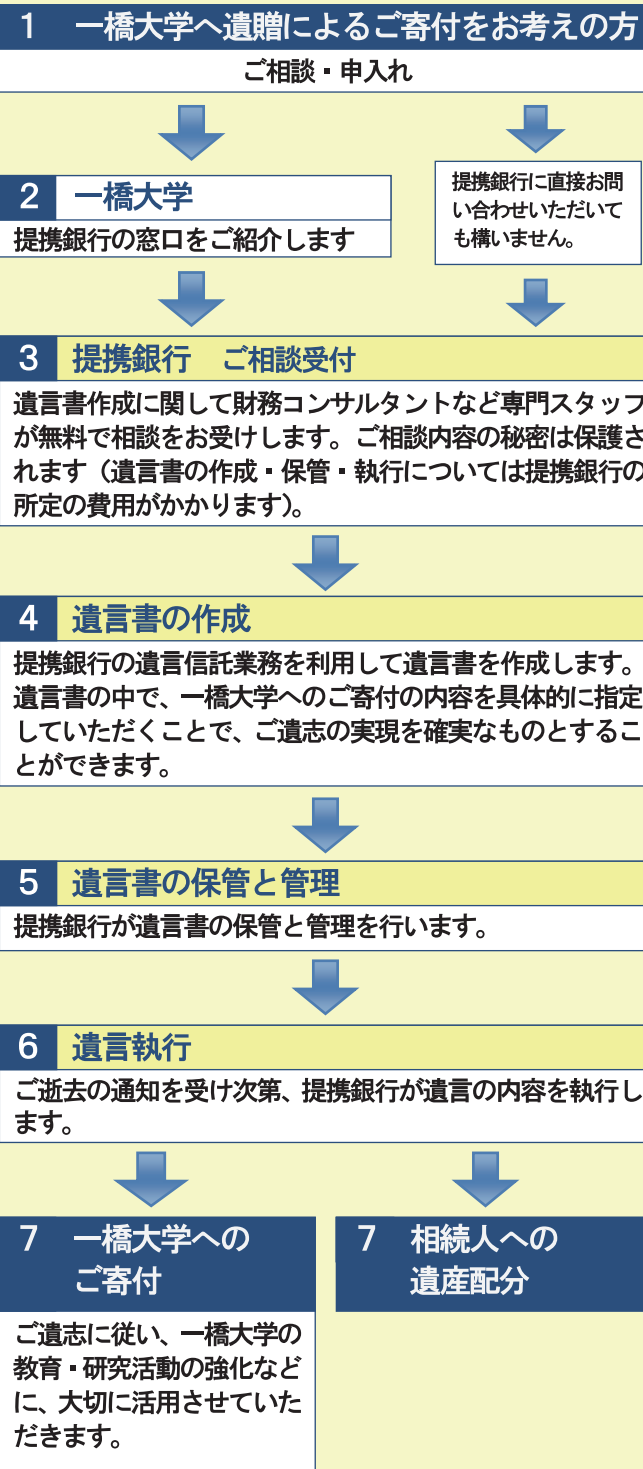 1 一橋大学へ遺贈によるご寄付をお考えの方
ご相談・申入れ
2 一橋大学
提携銀行の窓口をご紹介します
提携銀行に直接お問
い合わせいただいて
も構いません。
3 提携銀行 ご相談受付
遺言書作成に関して財務コンサルタントなど専門スタッフ
が無料で相談をお受けします。ご相談内容の秘密は保護さ
れます（遺言書の作成・保管・執行については提携銀行の
所定の費用がかかります）。
4 遺言書の作成
提携銀行の遺言信託業務を利用して遺言書を作成します。
遺言書の中で、一橋大学へのご寄付の内容を具体的に指定
していただくことで、ご遺志の実現を確実なものとするこ
とができます。
5 遺言書の保管と管理
提携銀行が遺言書の保管と管理を行います。
6 遺言執行
ご逝去の通知を受け次第、提携銀行が遺言の内容を執行し
ます。
7 一橋大学への
ご寄付
ご遺志に従い、一橋大学の
教育・研究活動の強化など
に、大切に活用させていた
だきます。
7 相続人への
遺産配分